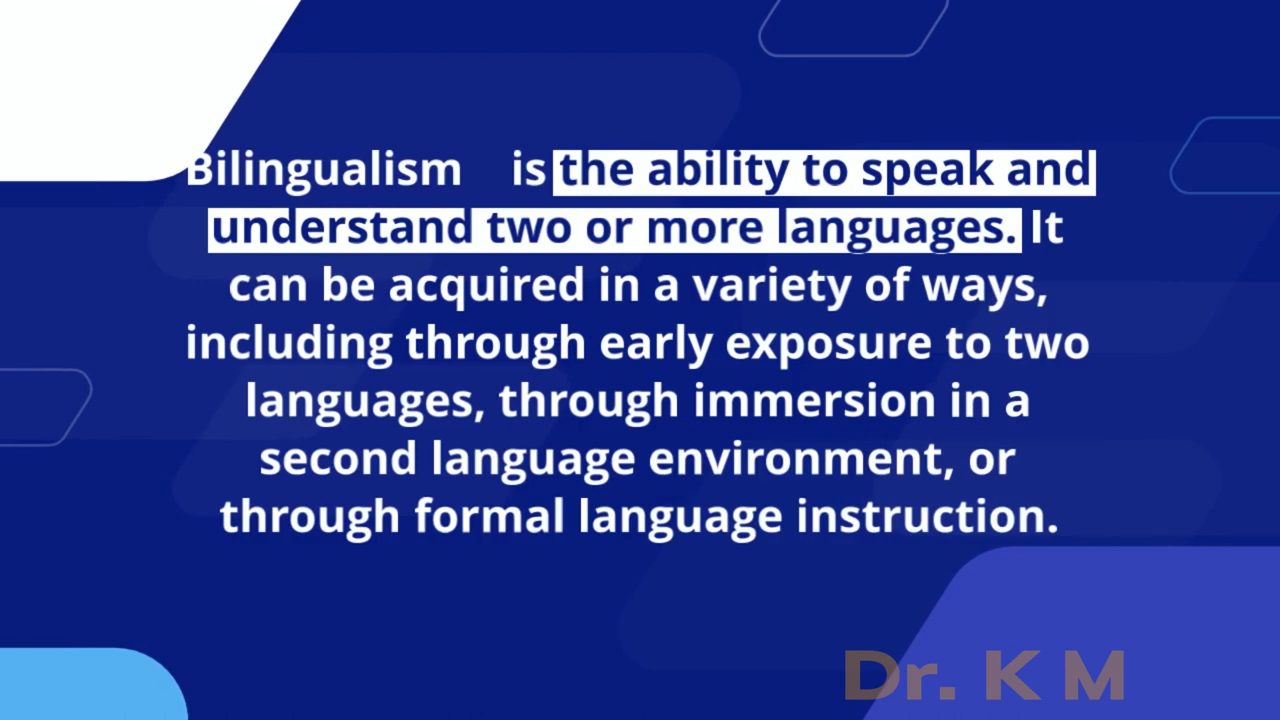 Bilingualism is the ability to speak and
understand two or more languages. It
can be acquired in a variety of ways,
including through early exposure to two
languages, through immersion in a
second language environment, or
through formal language instruction.
Dr. K M